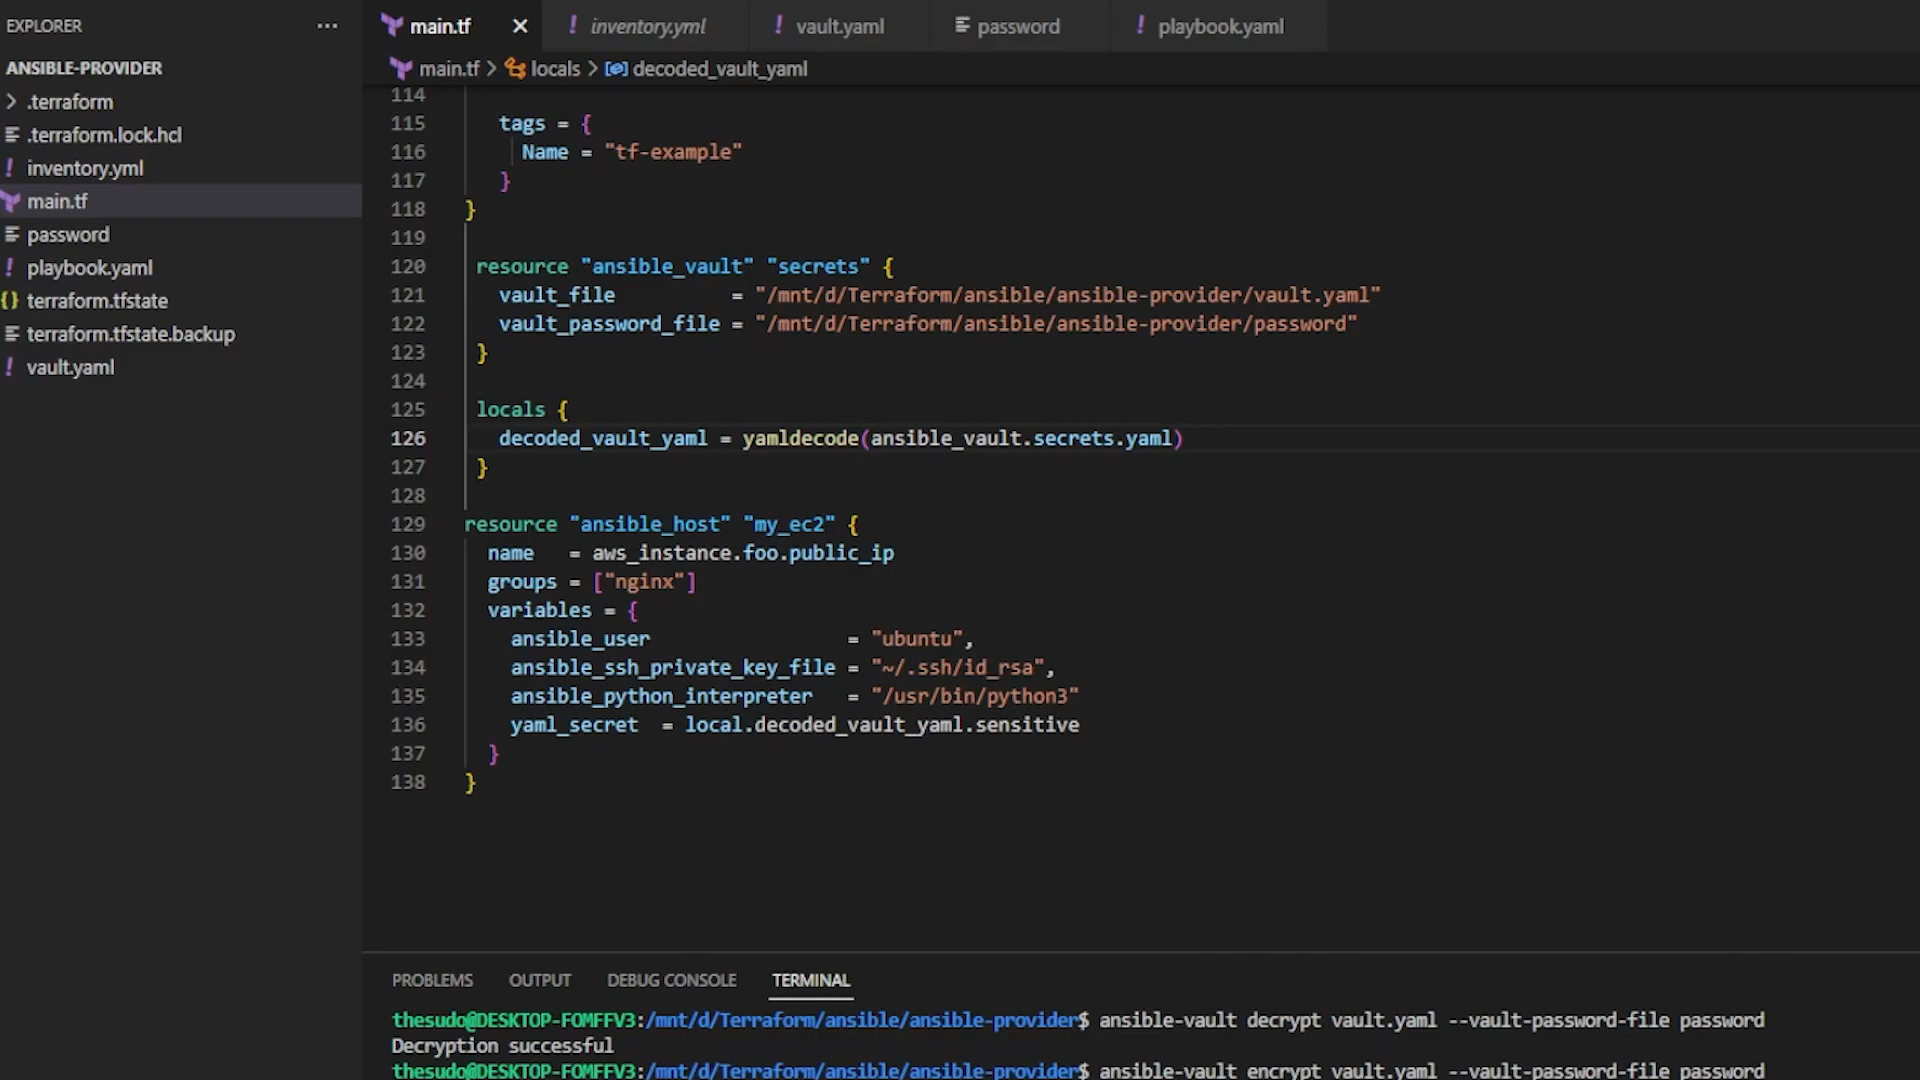 EXPLORER
···
ANSIBLE-PROVIDER
.terraform
.terraform.lock.hcl
inventory.yml
main.tf
password
playbook.yaml
terraform.tfstate
terraform.tfstate.backup
vault.yaml
main.tf
inventory.yml
vault.yaml
password
playbook.yaml
main.tf > locals > decoded_vault_yaml
114
115 tags = {
116 Name = "tf-example"
117 }
118 }
119
120 resource "ansible_vault" "secrets" {
121 vault_file = "/mnt/d/Terraform/ansible/ansible-provider/vault.yaml"
122 vault_password_file = "/mnt/d/Terraform/ansible/ansible-provider/password"
123 }
124
125 locals {
126 decoded_vault_yaml = yamldecode(ansible_vault.secrets.yaml)
127 }
128
129 resource "ansible_host" "my_ec2" {
130 name = aws_instance.foo.public_ip
131 groups = ["nginx"]
132 variables = {
133 ansible_user = "ubuntu",
134 ansible_ssh_private_key_file = "~/.ssh/id_rsa",
135 ansible_python_interpreter = "/usr/bin/python3"
136 yaml_secret = local.decoded_vault_yaml.sensitive
137 }
138 }
PROBLEMS OUTPUT DEBUG CONSOLE TERMINAL
thesudo@DESKTOP-FOMFFV3:/mnt/d/Terraform/ansible/ansible-provider$ ansible-vault decrypt vault.yaml --vault-password-file password
Decryption successful
thesudo@DESKTOP-FOMFFV3:/mnt/d/Terraform/ansible/ansible-provider$ ansible-vault encrypt vault.yaml --vault-password-file password